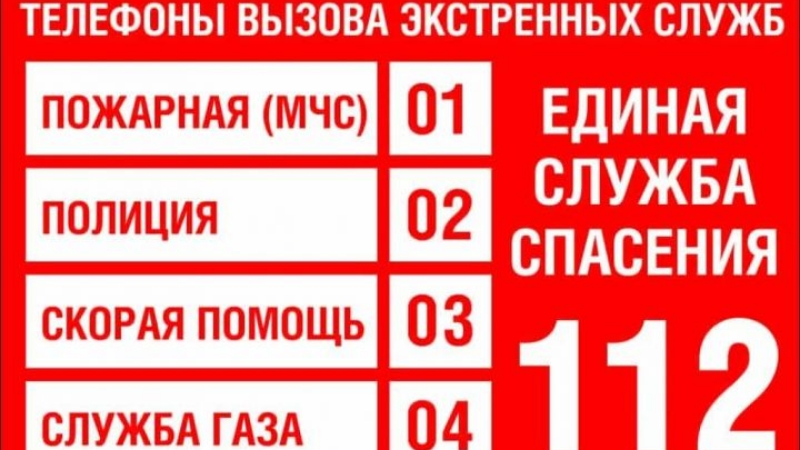 ТЕЛЕФОНЫ ВЫЗОВА ЭКСТРЕННЫХ СЛУЖБ
ПОЖАРНАЯ (МЧС) 01
ПОЛИЦИЯ 02
СКОРАЯ ПОМОЩЬ 03
СЛУЖБА ГАЗА 04
ЕДИНАЯ
СЛУЖБА
СПАСЕНИЯ
112